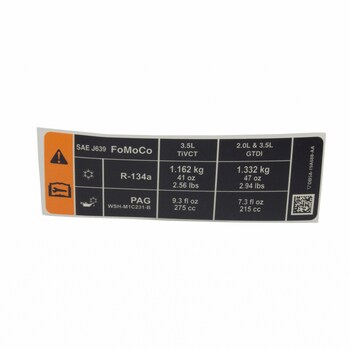 SAE J639 FoMoCo
3.5L
TiVCT
2.0L & 3.5L
GTDI
R-134a
1.162 kg
41 oz
2.56 lbs
1.332 kg
47 oz
2.94 lbs
PAG
WSH-M1C231-B
9.3 fl oz
275 cc
7.3 fl oz
215 cc